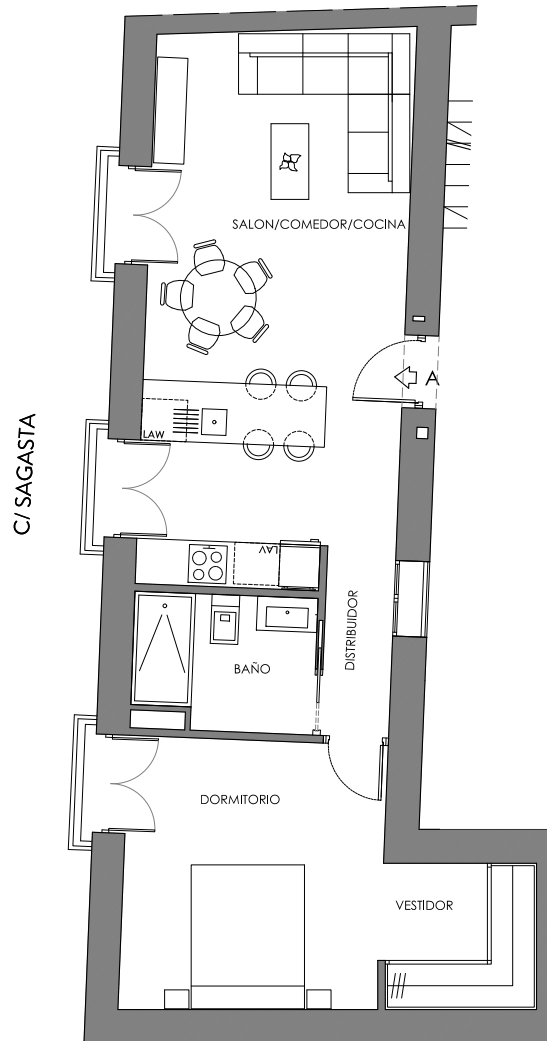 SALON/COMEDOR/COCINA
A
LAW
C/ SAGASTA
LAV
DISTRIBUIDOR
BAÑO
DORMITORIO
VESTIDOR